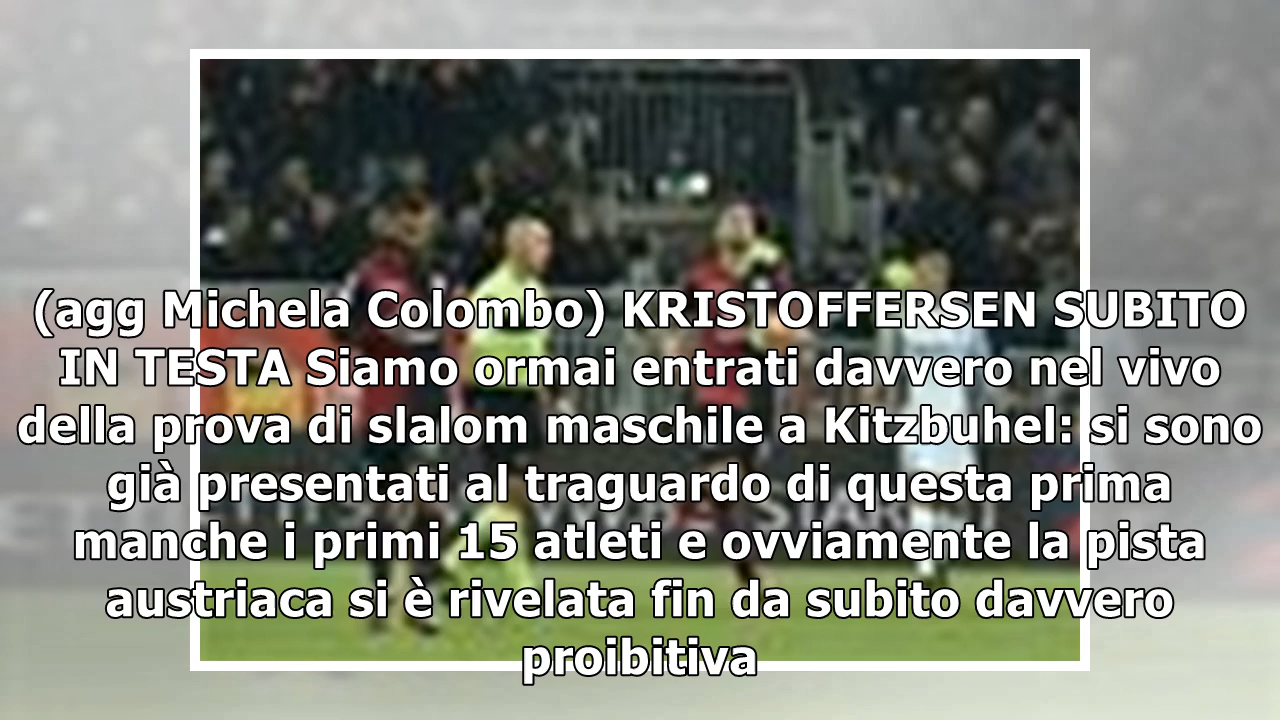 (agg Michela Colombo) KRISTOFFERSEN SUBITO
IN TESTA Siamo ormai entrati davvero nel vivo
della prova di slalom maschile a Kitzbuhel: si sono
già presentati al traguardo di questa prima
manche i primi 15 atleti e ovviamente la pista
austriaca si è rivelata fin da subito davvero
proibitiva